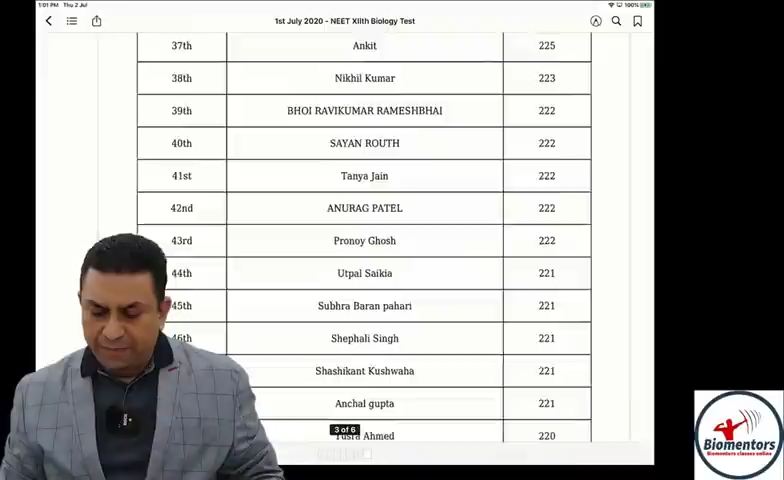 1:01 PM Thu 2 Jul
100%
1st July 2020 - NEET XIIth Biology Test
37th Ankit 225
38th Nikhil Kumar 223
39th BHOI RAVIKUMAR RAMESHBHAI 222
40th SAYAN ROUTH 222
41st Tanya Jain 222
42nd ANURAG PATEL 222
43rd Pronoy Ghosh 222
44th Utpal Saikia 221
45th Subhra Baran pahari 221
46th Shephali Singh 221
Shashikant Kushwaha 221
Anchal gupta 221
Yusra Ahmed 220
3 of 6
Biomentors
Biomentors classes online